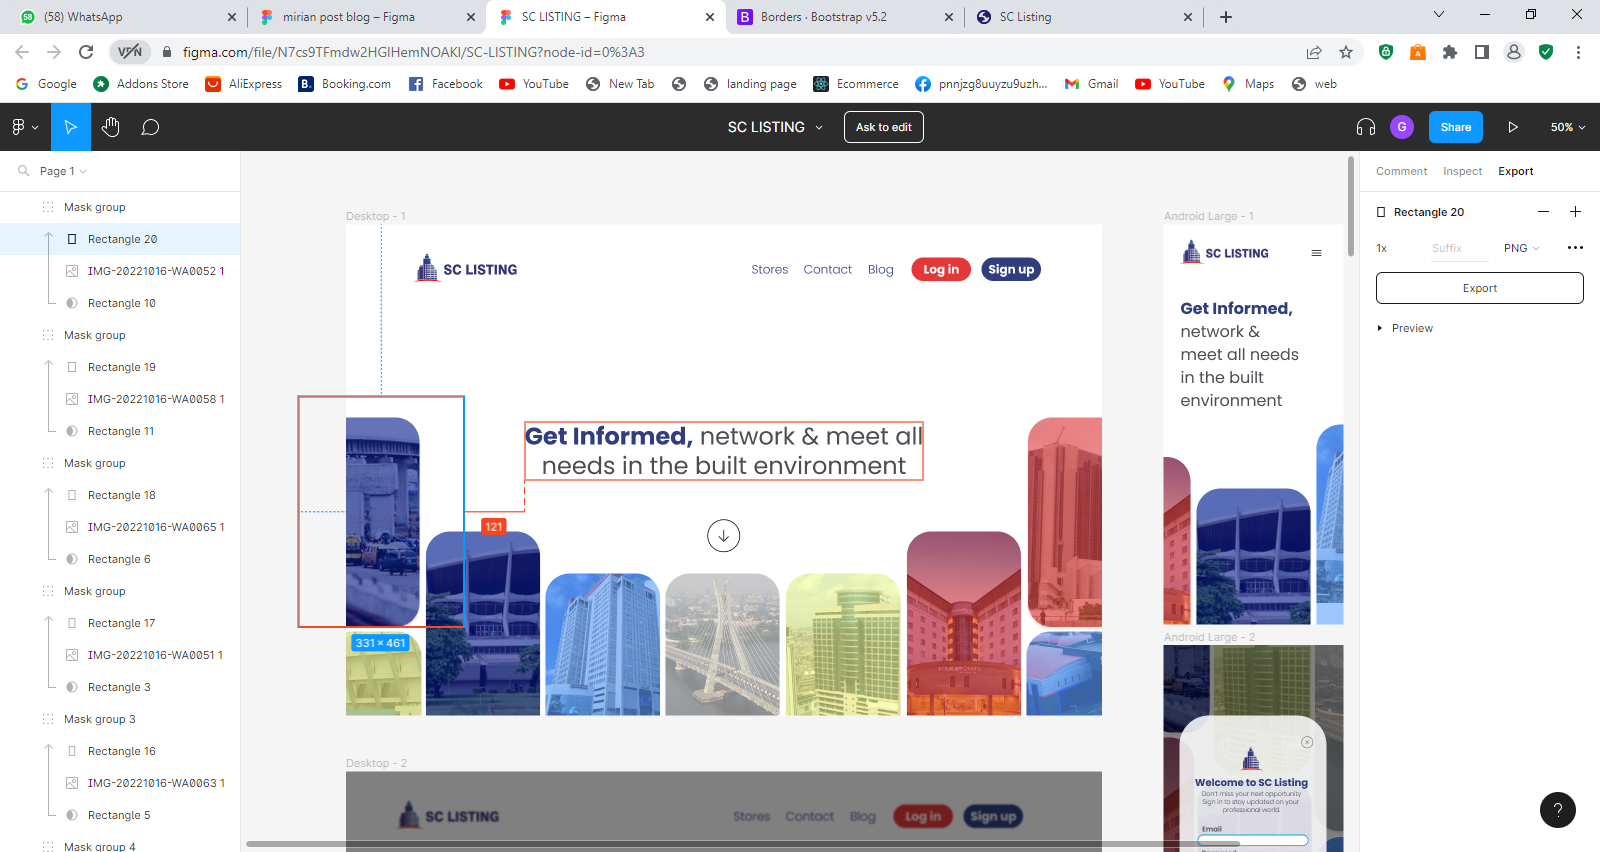 (58) WhatsApp
mirian post blog – Figma
SC LISTING – Figma
Borders · Bootstrap v5.2
SC Listing
VPN
figma.com/file/N7cs9TFmdw2HGIHemNOAKI/SC-LISTING?node-id=0%3A3
Google
Addons Store
AliExpress
Booking.com
Facebook
YouTube
New Tab
landing page
Ecommerce
pnnjzg8uuyzu9uzh...
Gmail
YouTube
Maps
web
SC LISTING
Ask to edit
G
Share
50%
Page 1
Mask group
Rectangle 20
IMG-20221016-WA0052 1
Rectangle 10
Mask group
Rectangle 19
IMG-20221016-WA0058 1
Rectangle 11
Mask group
Rectangle 18
IMG-20221016-WA0065 1
Rectangle 6
Mask group
Rectangle 17
IMG-20221016-WA0051 1
Rectangle 3
Mask group 3
Rectangle 16
IMG-20221016-WA0063 1
Rectangle 5
Mask group 4
Desktop - 1
SC LISTING
Stores
Contact
Blog
Log in
Sign up
Get Informed, network & meet all
needs in the built environment
121
331 × 461
Desktop - 2
SC LISTING
Stores
Contact
Blog
Log in
Sign up
Android Large - 1
SC LISTING
Get Informed,
network &
meet all needs
in the built
environment
Android Large - 2
Welcome to SC Listing
Don't miss your next opportunity
Sign in to stay updated on your
professional world.
Email
Comment
Inspect
Export
Rectangle 20
1x
Suffix
PNG
Export
Preview
?